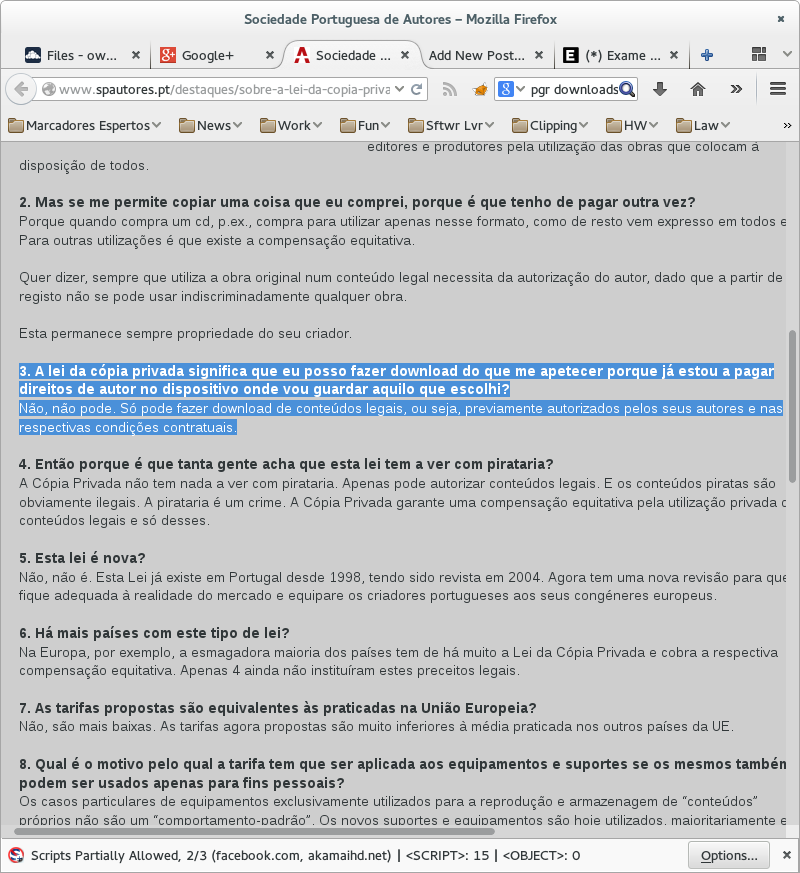 Sociedade Portuguesa de Autores – Mozilla Firefox
Files - ow... Google+ Sociedade ... Add New Post... (*) Exame ...
www.spautores.pt/destaques/sobre-a-lei-da-copia-priva pgr downloads
Marcadores Espertos News Work Fun Sftwr Lvr Clipping HW Law »
editores e produtores pela utilização das obras que colocam à
disposição de todos.
2. Mas se me permite copiar uma coisa que eu comprei, porque é que tenho de pagar outra vez?
Porque quando compra um cd, p.ex., compra para utilizar apenas nesse formato, como de resto vem expresso em todos e
Para outras utilizações é que existe a compensação equitativa.
Quer dizer, sempre que utiliza a obra original num conteúdo legal necessita da autorização do autor, dado que a partir de
registo não se pode usar indiscriminadamente qualquer obra.
Esta permanece sempre propriedade do seu criador.
3. A lei da cópia privada significa que eu posso fazer download do que me apetecer porque já estou a pagar
direitos de autor no dispositivo onde vou guardar aquilo que escolhi?
Não, não pode. Só pode fazer download de conteúdos legais, ou seja, previamente autorizados pelos seus autores e nas
respectivas condições contratuais.
4. Então porque é que tanta gente acha que esta lei tem a ver com pirataria?
A Cópia Privada não tem nada a ver com pirataria. Apenas pode autorizar conteúdos legais. E os conteúdos piratas são
obviamente ilegais. A pirataria é um crime. A Cópia Privada garante uma compensação equitativa pela utilização privada d
conteúdos legais e só desses.
5. Esta lei é nova?
Não, não é. Esta Lei já existe em Portugal desde 1998, tendo sido revista em 2004. Agora tem uma nova revisão para que
fique adequada à realidade do mercado e equipare os criadores portugueses aos seus congéneres europeus.
6. Há mais países com este tipo de lei?
Na Europa, por exemplo, a esmagadora maioria dos países tem de há muito a Lei da Cópia Privada e cobra a respectiva
compensação equitativa. Apenas 4 ainda não instituíram estes preceitos legais.
7. As tarifas propostas são equivalentes às praticadas na União Europeia?
Não, são mais baixas. As tarifas agora propostas são muito inferiores à média praticada nos outros países da UE.
8. Qual é o motivo pelo qual a tarifa tem que ser aplicada aos equipamentos e suportes se os mesmos também
podem ser usados apenas para fins pessoais?
Os casos particulares de equipamentos exclusivamente utilizados para a reprodução e armazenagem de “conteúdos”
próprios não são um “comportamento-padrão”. Os novos suportes e equipamentos são hoje utilizados, maioritariamente e
Scripts Partially Allowed, 2/3 (facebook.com, akamaihd.net) | <SCRIPT>: 15 | <OBJECT>: 0 Options...